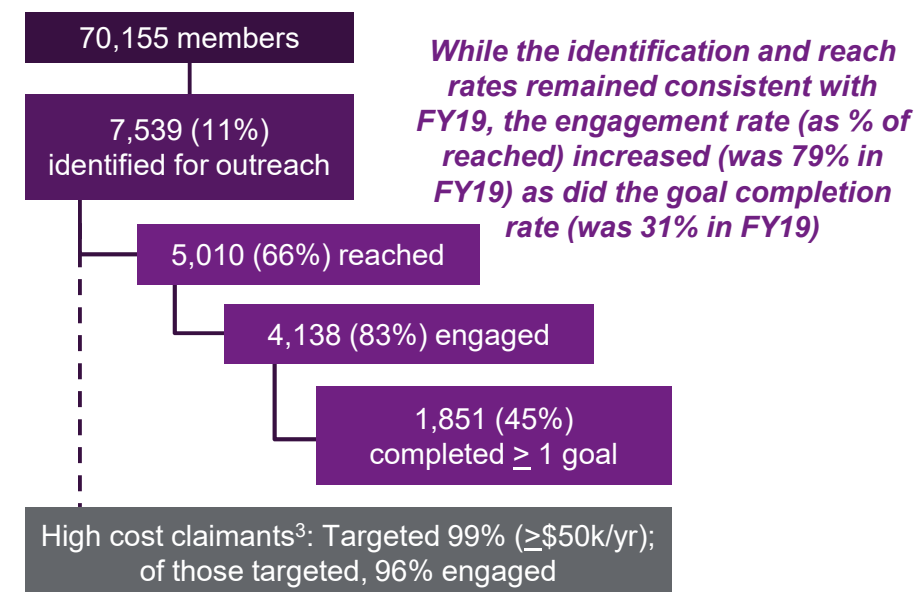 70,155 members
While the identification and reach
rates remained consistent with
FY19, the engagement rate (as % of
reached) increased (was 79% in
FY19) as did the goal completion
rate (was 31% in FY19)
7,539 (11%)
identified for outreach
5,010 (66%) reached
4,138 (83%) engaged
1,851 (45%)
completed ≥ 1 goal
High cost claimants³: Targeted 99% (≥$50k/yr);
of those targeted, 96% engaged